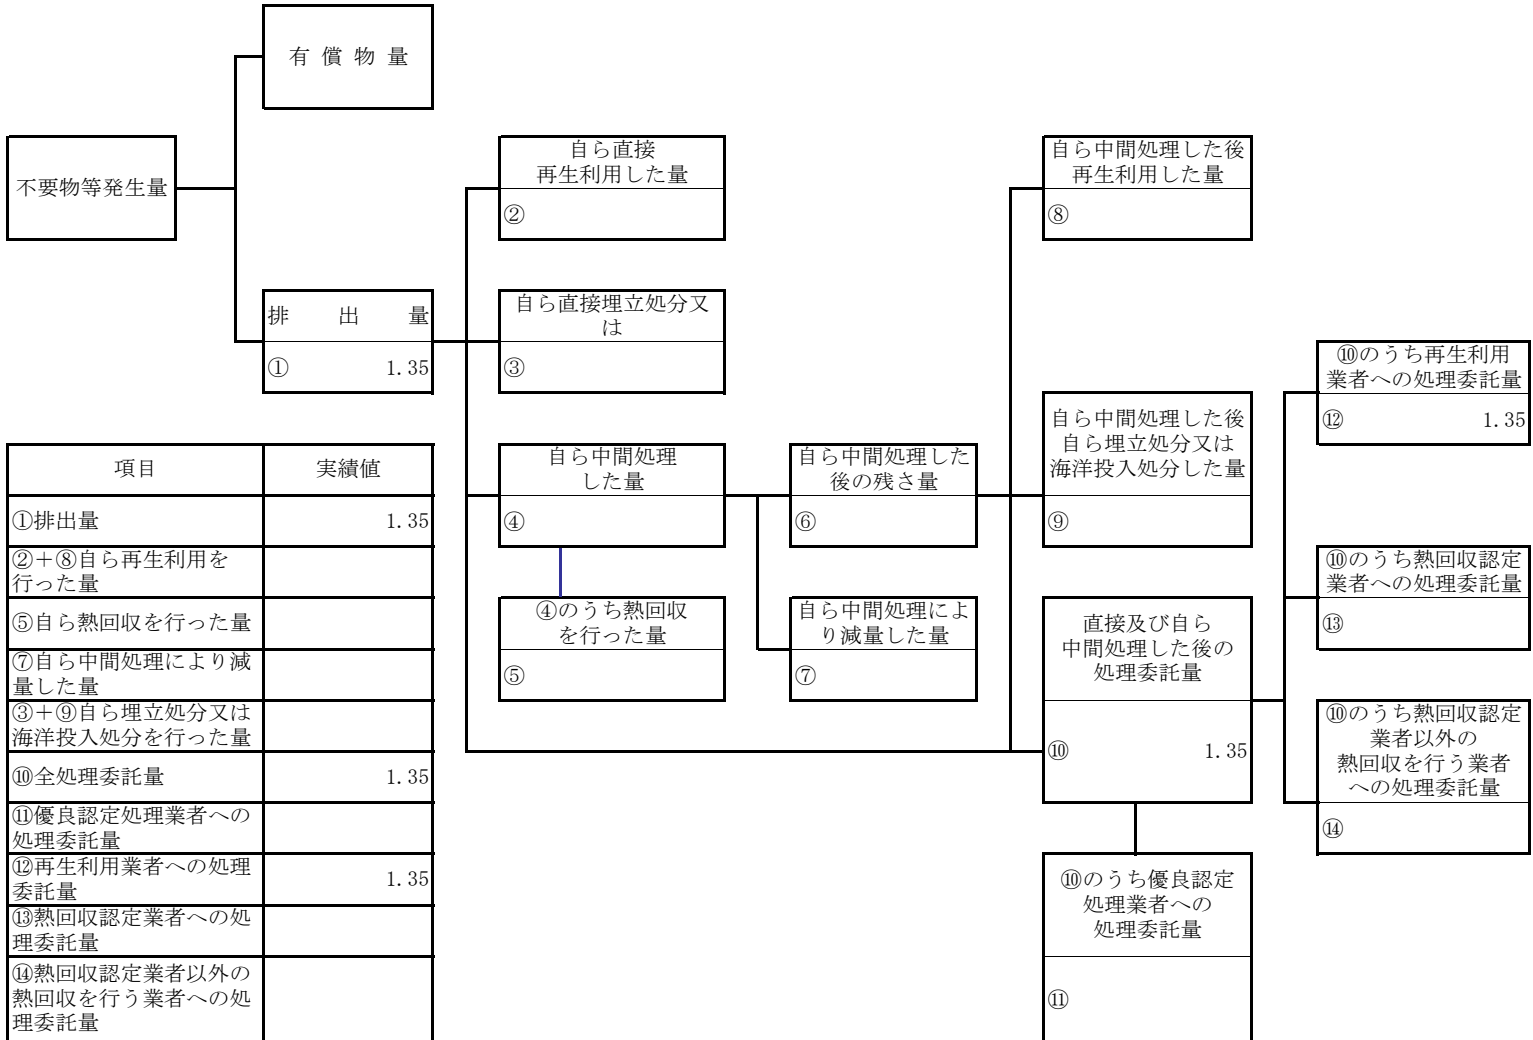 有 償 物 量
不要物等発生量
自ら直接
再生利用した量
②
自ら中間処理した後
再生利用した量
⑧
排 出 量
① 1.35
自ら直接埋立処分又
は
③
⑩のうち再生利用
業者への処理委託量
⑫ 1.35
自ら中間処理した後
自ら埋立処分又は
海洋投入処分した量
⑨
自ら中間処理
した量
④
自ら中間処理した
後の残さ量
⑥
⑩のうち熱回収認定
業者への処理委託量
⑬
④のうち熱回収
を行った量
⑤
自ら中間処理によ
り減量した量
⑦
直接及び自ら
中間処理した後の
処理委託量
⑩ 1.35
⑩のうち熱回収認定
業者以外の
熱回収を行う業者
への処理委託量
⑭
⑩のうち優良認定
処理業者への
処理委託量
⑪
項目 実績値
①排出量 1.35
②＋⑧自ら再生利用を
行った量
⑤自ら熱回収を行った量
⑦自ら中間処理により減
量した量
③＋⑨自ら埋立処分又は
海洋投入処分を行った量
⑩全処理委託量 1.35
⑪優良認定処理業者への
処理委託量
⑫再生利用業者への処理
委託量 1.35
⑬熱回収認定業者への処
理委託量
⑭熱回収認定業者以外の
熱回収を行う業者への処
理委託量